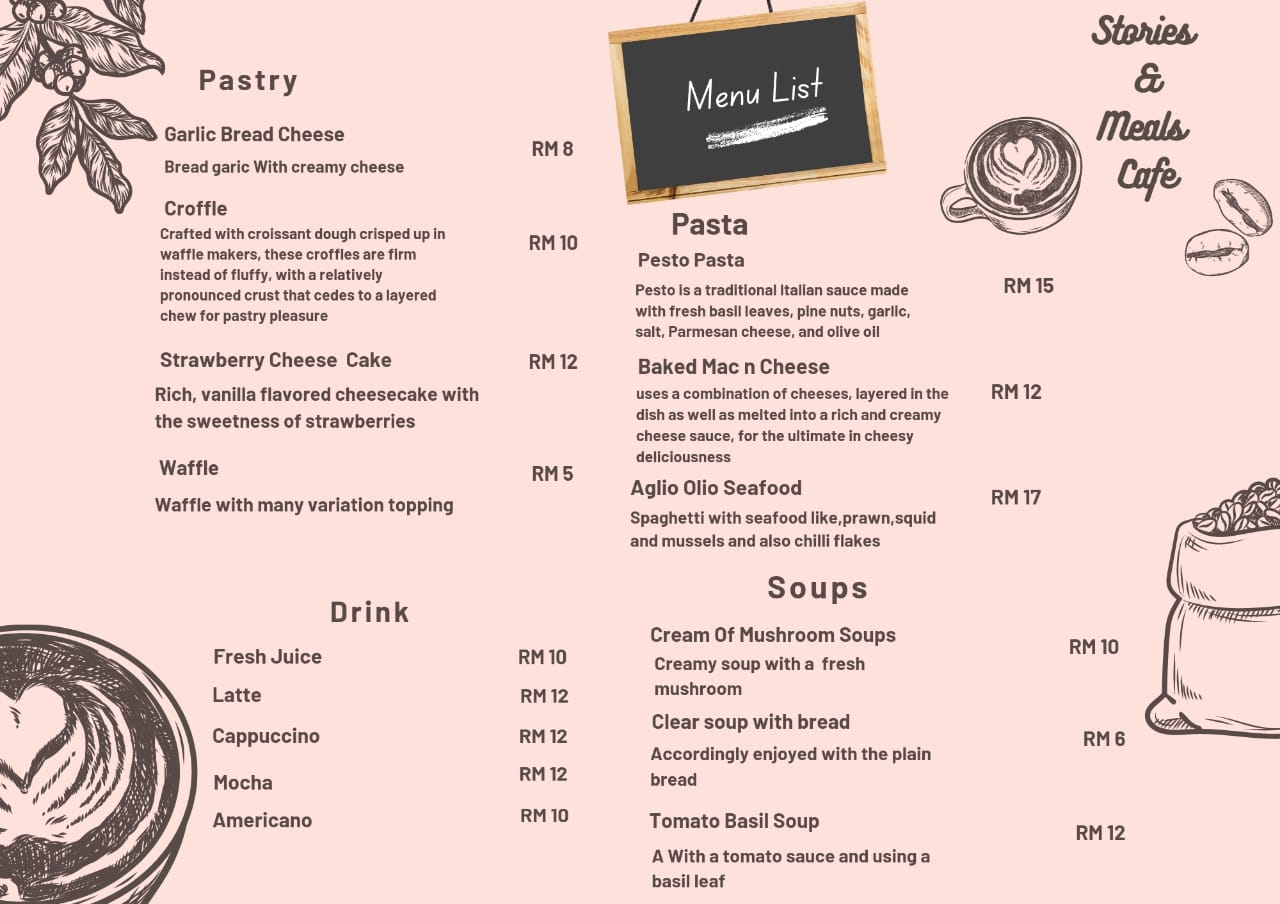 Menu List
Stories
&
Meals
Cafe
Pastry
Garlic Bread Cheese
RM 8
Bread garic With creamy cheese
Croffle
RM 10
Crafted with croissant dough crisped up in
waffle makers, these croffles are firm
instead of fluffy, with a relatively
pronounced crust that cedes to a layered
chew for pastry pleasure
Strawberry Cheese Cake
RM 12
Rich, vanilla flavored cheesecake with
the sweetness of strawberries
Waffle
RM 5
Waffle with many variation topping
Drink
Fresh Juice RM 10
Latte RM 12
Cappuccino RM 12
Mocha RM 12
Americano RM 10
Pasta
Pesto Pasta
RM 15
Pesto is a traditional Italian sauce made
with fresh basil leaves, pine nuts, garlic,
salt, Parmesan cheese, and olive oil
Baked Mac n Cheese
RM 12
uses a combination of cheeses, layered in the
dish as well as melted into a rich and creamy
cheese sauce, for the ultimate in cheesy
deliciousness
Aglio Olio Seafood
RM 17
Spaghetti with seafood like,prawn,squid
and mussels and also chilli flakes
Soups
Cream Of Mushroom Soups
RM 10
Creamy soup with a fresh
mushroom
Clear soup with bread
RM 6
Accordingly enjoyed with the plain
bread
Tomato Basil Soup
RM 12
A With a tomato sauce and using a
basil leaf